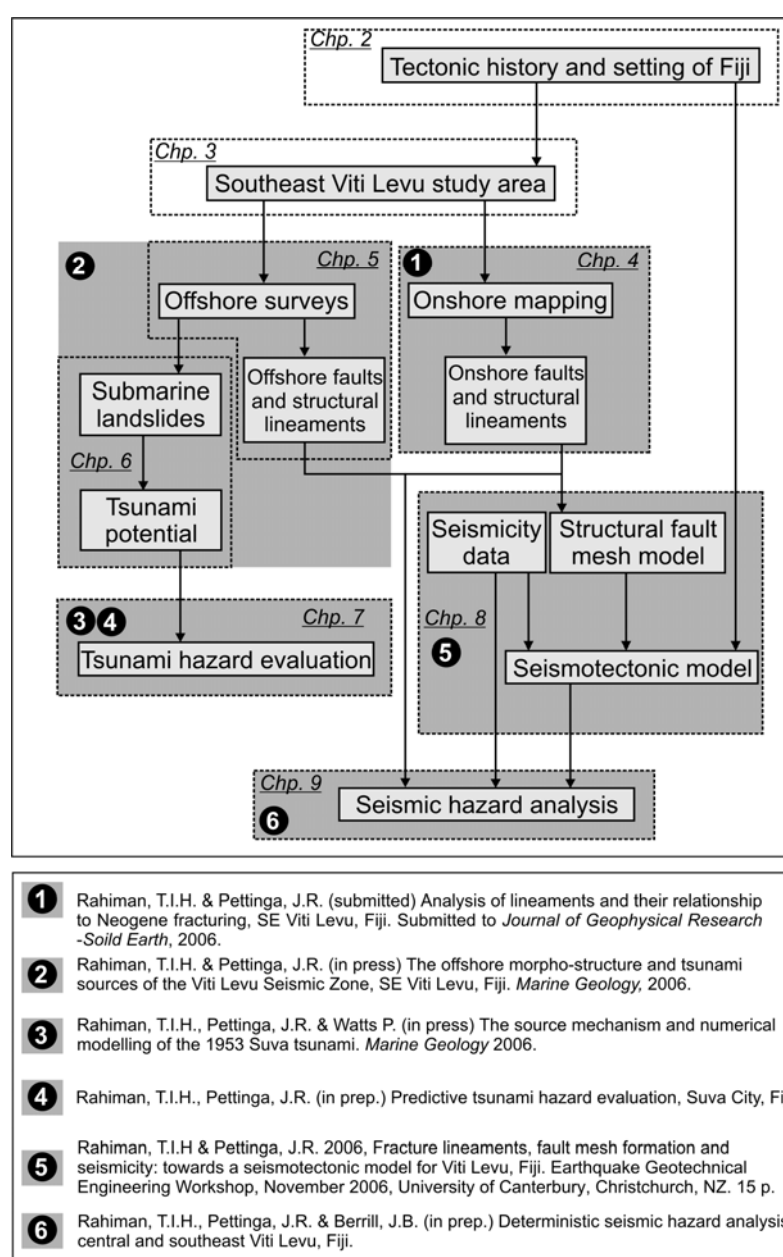 Chp. 2
Tectonic history and setting of Fiji
Chp. 3
Southeast Viti Levu study area
2
Chp. 5
1
Chp. 4
Offshore surveys
Onshore mapping
Submarine
landslides
Offshore faults
and structural
lineaments
Onshore faults
and structural
lineaments
Chp. 6
Tsunami
potential
Seismicity
data
Structural fault
mesh model
3 4
Chp. 7
Tsunami hazard evaluation
Chp. 8
5
Seismotectonic model
Chp. 9
6
Seismic hazard analysis
1
Rahiman, T.I.H. & Pettinga, J.R. (submitted) Analysis of lineaments and their relationship
to Neogene fracturing, SE Viti Levu, Fiji. Submitted to Journal of Geophysical Research
-Soild Earth, 2006.
2
Rahiman, T.I.H. & Pettinga, J.R. (in press) The offshore morpho-structure and tsunami
sources of the Viti Levu Seismic Zone, SE Viti Levu, Fiji. Marine Geology, 2006.
3
Rahiman, T.I.H., Pettinga, J.R. & Watts P. (in press) The source mechanism and numerical
modelling of the 1953 Suva tsunami. Marine Geology 2006.
4
Rahiman, T.I.H., Pettinga, J.R. (in prep.) Predictive tsunami hazard evaluation, Suva City, Fi
5
Rahiman, T.I.H & Pettinga, J.R. 2006, Fracture lineaments, fault mesh formation and
seismicity: towards a seismotectonic model for Viti Levu, Fiji. Earthquake Geotechnical
Engineering Workshop, November 2006, University of Canterbury, Christchurch, NZ. 15 p.
6
Rahiman, T.I.H., Pettinga, J.R. & Berrill, J.B. (in prep.) Deterministic seismic hazard analysis
central and southeast Viti Levu, Fiji.